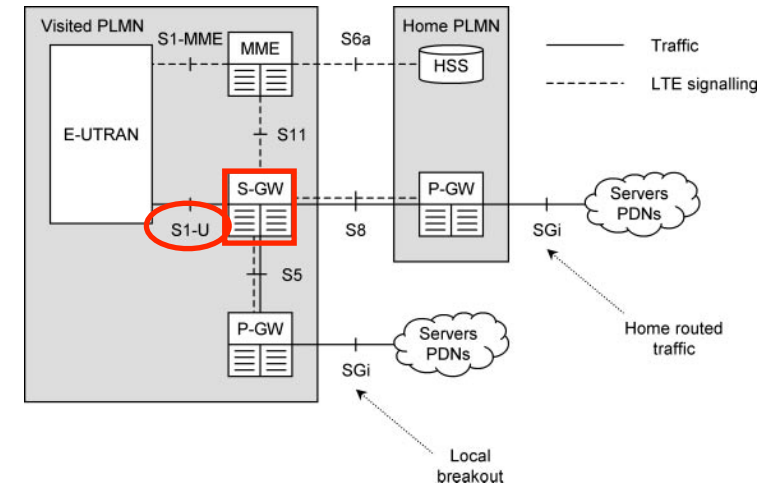 Visited PLMN
Home PLMN
S1-MME
MME
S6a
HSS
Traffic
LTE signalling
E-UTRAN
S11
S-GW
P-GW
Servers
PDNs
S1-U
S8
SGi
S5
P-GW
Servers
PDNs
SGi
Home routed
traffic
Local
breakout